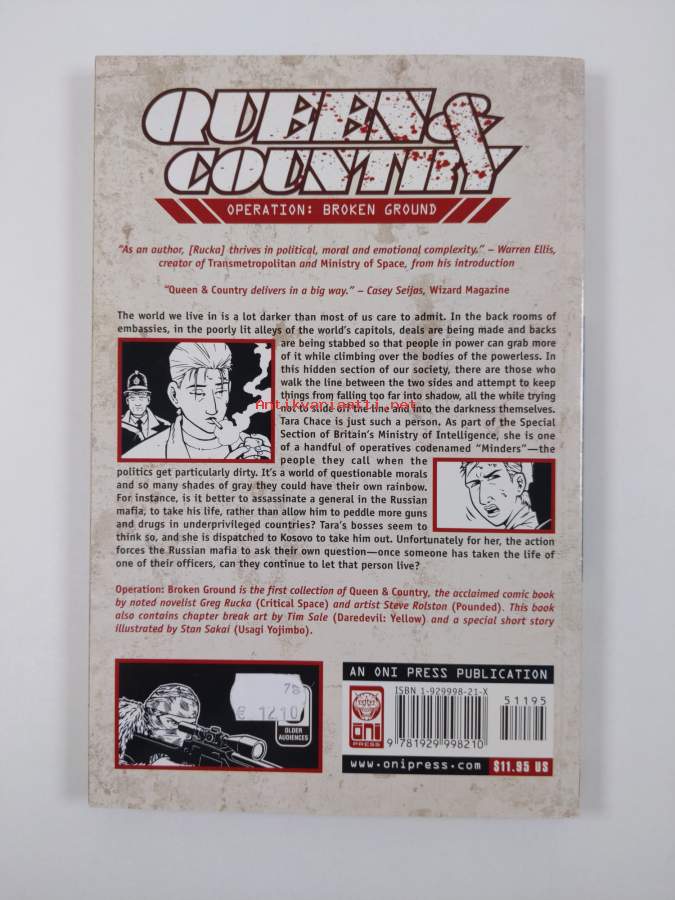 QUEEN &
COUNTRY™
OPERATION: BROKEN GROUND
“As an author, [Rucka] thrives in political, moral and emotional complexity.” – Warren Ellis,
creator of Transmetropolitan and Ministry of Space, from his introduction
“Queen & Country delivers in a big way.” – Casey Seijas, Wizard Magazine
The world we live in is a lot darker than most of us care to admit. In the back rooms of
embassies, in the poorly lit alleys of the world’s capitols, deals are being made and backs
are being stabbed so that people in power can grab more
of it while climbing over the bodies of the powerless. In
this hidden section of our society, there are those who
walk the line between the two sides and attempt to keep
things from falling too far into shadow, all the while trying
Antikvariaatti.net
not to slide off the line and into the darkness themselves.
Tara Chace is just such a person. As part of the Special
Section of Britain’s Ministry of Intelligence, she is one
of a handful of operatives codenamed “Minders”—the
people they call when the
politics get particularly dirty. It’s a world of questionable morals
and so many shades of gray they could have their own rainbow.
For instance, is it better to assassinate a general in the Russian
mafia, to take his life, rather than allow him to peddle more guns
and drugs in underprivileged countries? Tara’s bosses seem to
think so, and she is dispatched to Kosovo to take him out. Unfortunately for her, the action
forces the Russian mafia to ask their own question—once someone has taken the life of
one of their officers, can they continue to let that person live?
Operation: Broken Ground is the first collection of Queen & Country, the acclaimed comic book
by noted novelist Greg Rucka (Critical Space) and artist Steve Rolston (Pounded). This book
also contains chapter break art by Tim Sale (Daredevil: Yellow) and a special short story
illustrated by Stan Sakai (Usagi Yojimbo).
€ 12,10
OLDER
AUDIENCES
AN ONI PRESS PUBLICATION
ISBN 1-929998-21-X
51195
9 781929 998210
ONI
PRESS
www.onipress.com
$11.95 US